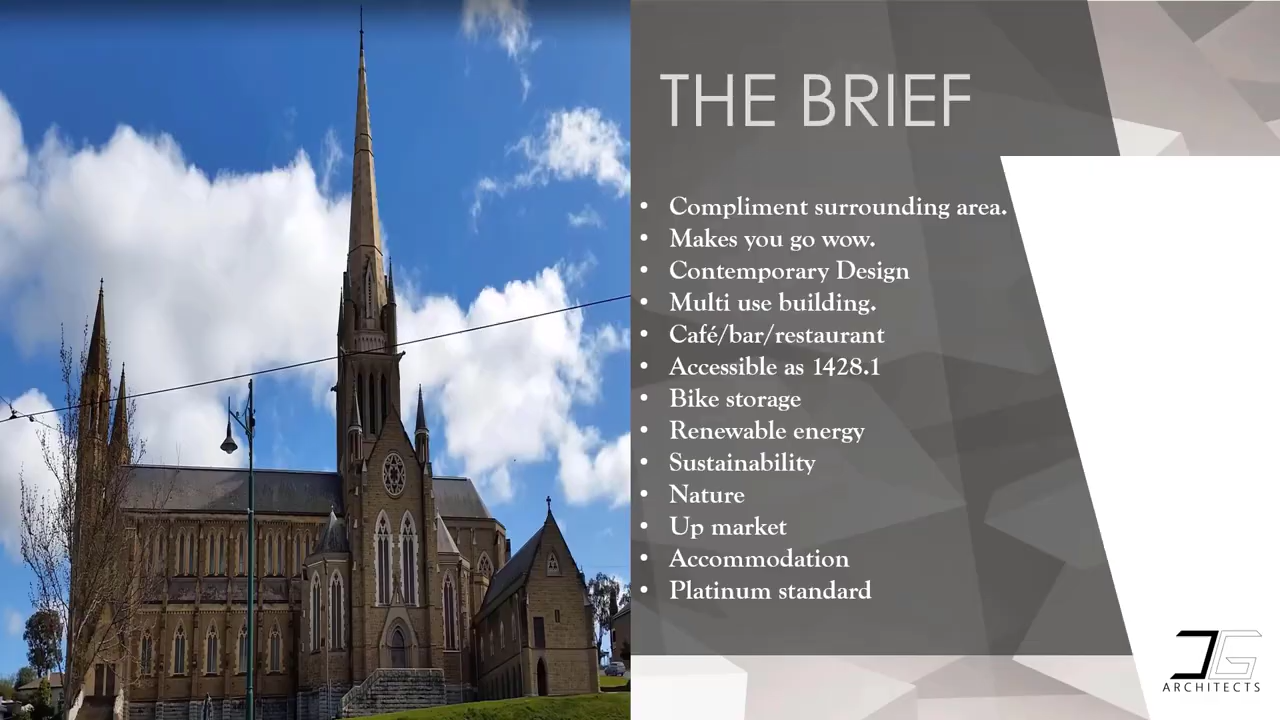 THE BRIEF
• Compliment surrounding area.
• Makes you go wow.
• Contemporary Design
• Multi use building.
• Café/bar/restaurant
• Accessible as 1428.1
• Bike storage
• Renewable energy
• Sustainability
• Nature
• Up market
• Accommodation
• Platinum standard
JG
ARCHITECTS